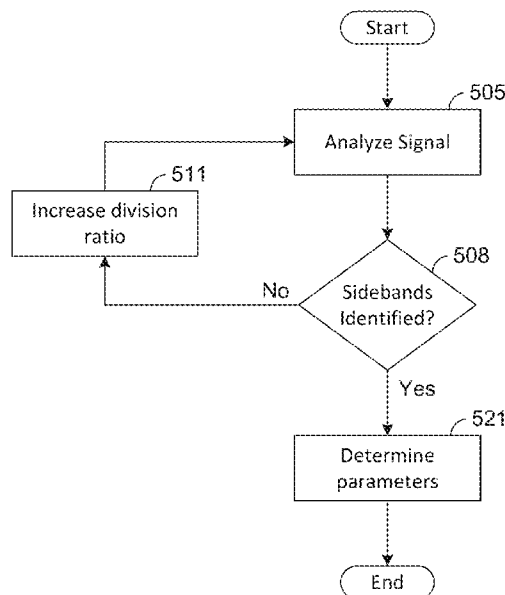 Start
505
Analyze Signal
511
Increase division
ratio
508
Sidebands
Identified?
No
Yes
521
Determine
parameters
End